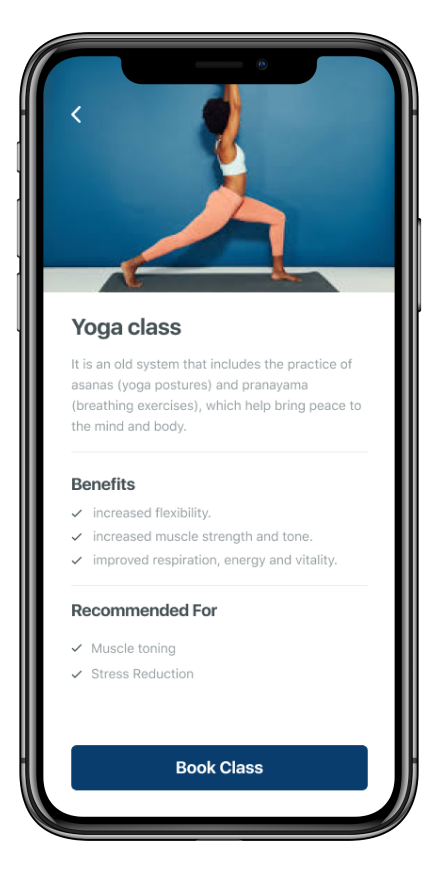 Yoga class
It is an old system that includes the practice of
asanas (yoga postures) and pranayama
(breathing exercises), which help bring peace to
the mind and body.
Benefits
increased flexibility.
increased muscle strength and tone.
improved respiration, energy and vitality.
Recommended For
Muscle toning
Stress Reduction
Book Class